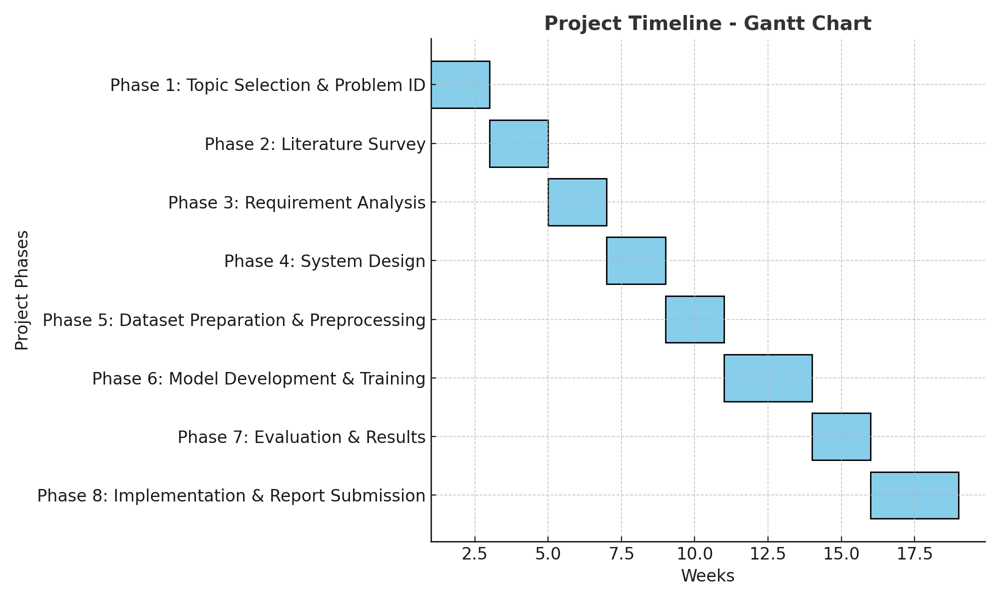 Project Timeline - Gantt Chart
Phase 1: Topic Selection & Problem ID
Phase 2: Literature Survey
Phase 3: Requirement Analysis
Phase 4: System Design
Phase 5: Dataset Preparation & Preprocessing
Phase 6: Model Development & Training
Phase 7: Evaluation & Results
Phase 8: Implementation & Report Submission
Project Phases
2.5 5.0 7.5 10.0 12.5 15.0 17.5
Weeks